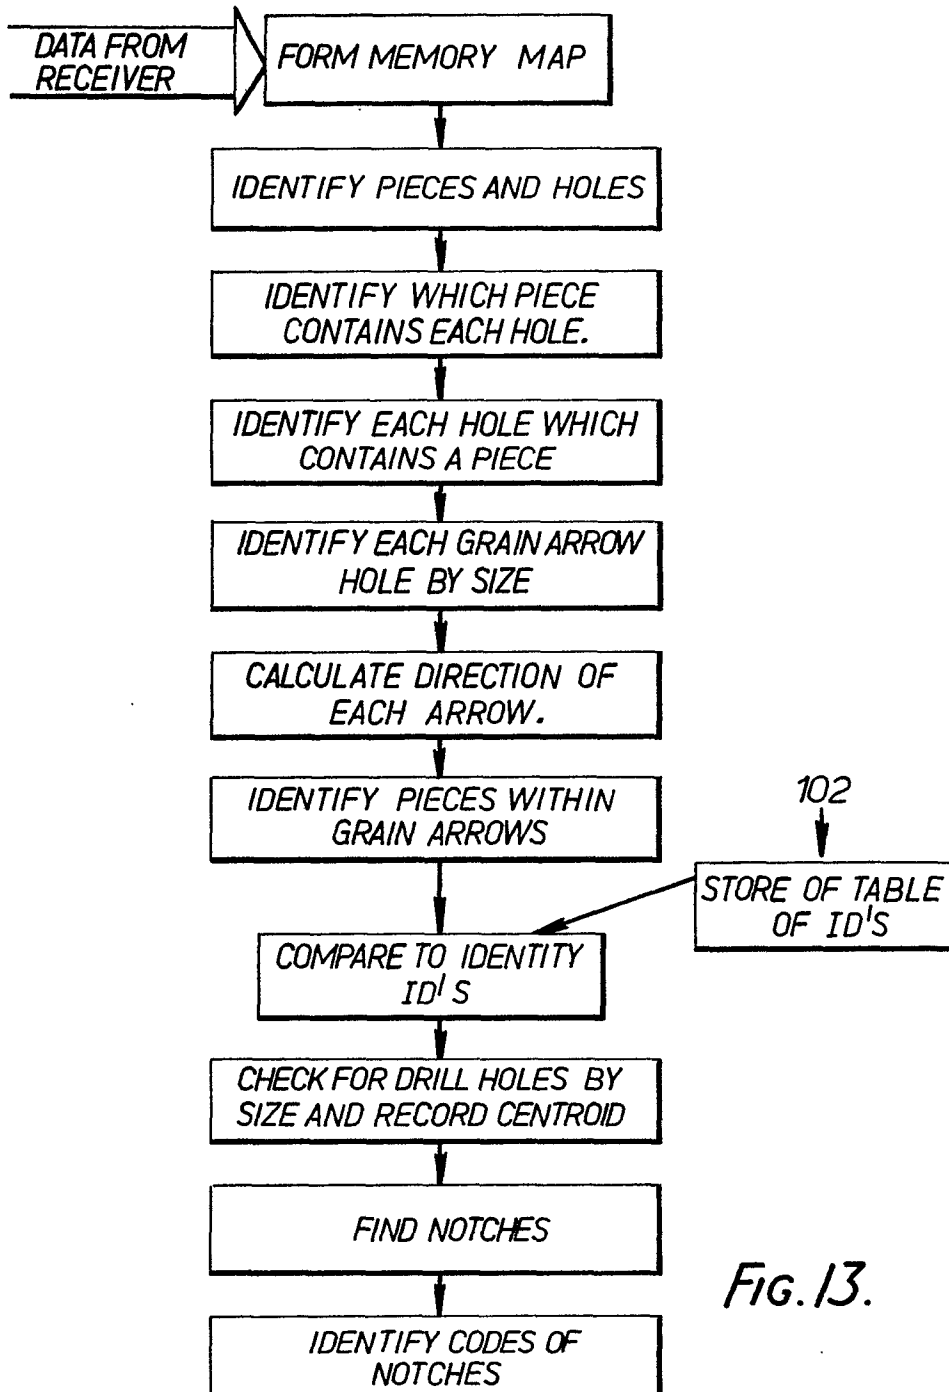 DATA FROM
RECEIVER
FORM MEMORY MAP
IDENTIFY PIECES AND HOLES
IDENTIFY WHICH PIECE
CONTAINS EACH HOLE.
IDENTIFY EACH HOLE WHICH
CONTAINS A PIECE
IDENTIFY EACH GRAIN ARROW
HOLE BY SIZE
CALCULATE DIRECTION OF
EACH ARROW.
IDENTIFY PIECES WITHIN
GRAIN ARROWS
102
STORE OF TABLE
OF ID'S
COMPARE TO IDENTITY
ID'S
CHECK FOR DRILL HOLES BY
SIZE AND RECORD CENTROID
FIND NOTCHES
IDENTIFY CODES OF
NOTCHES
FIG. 13.